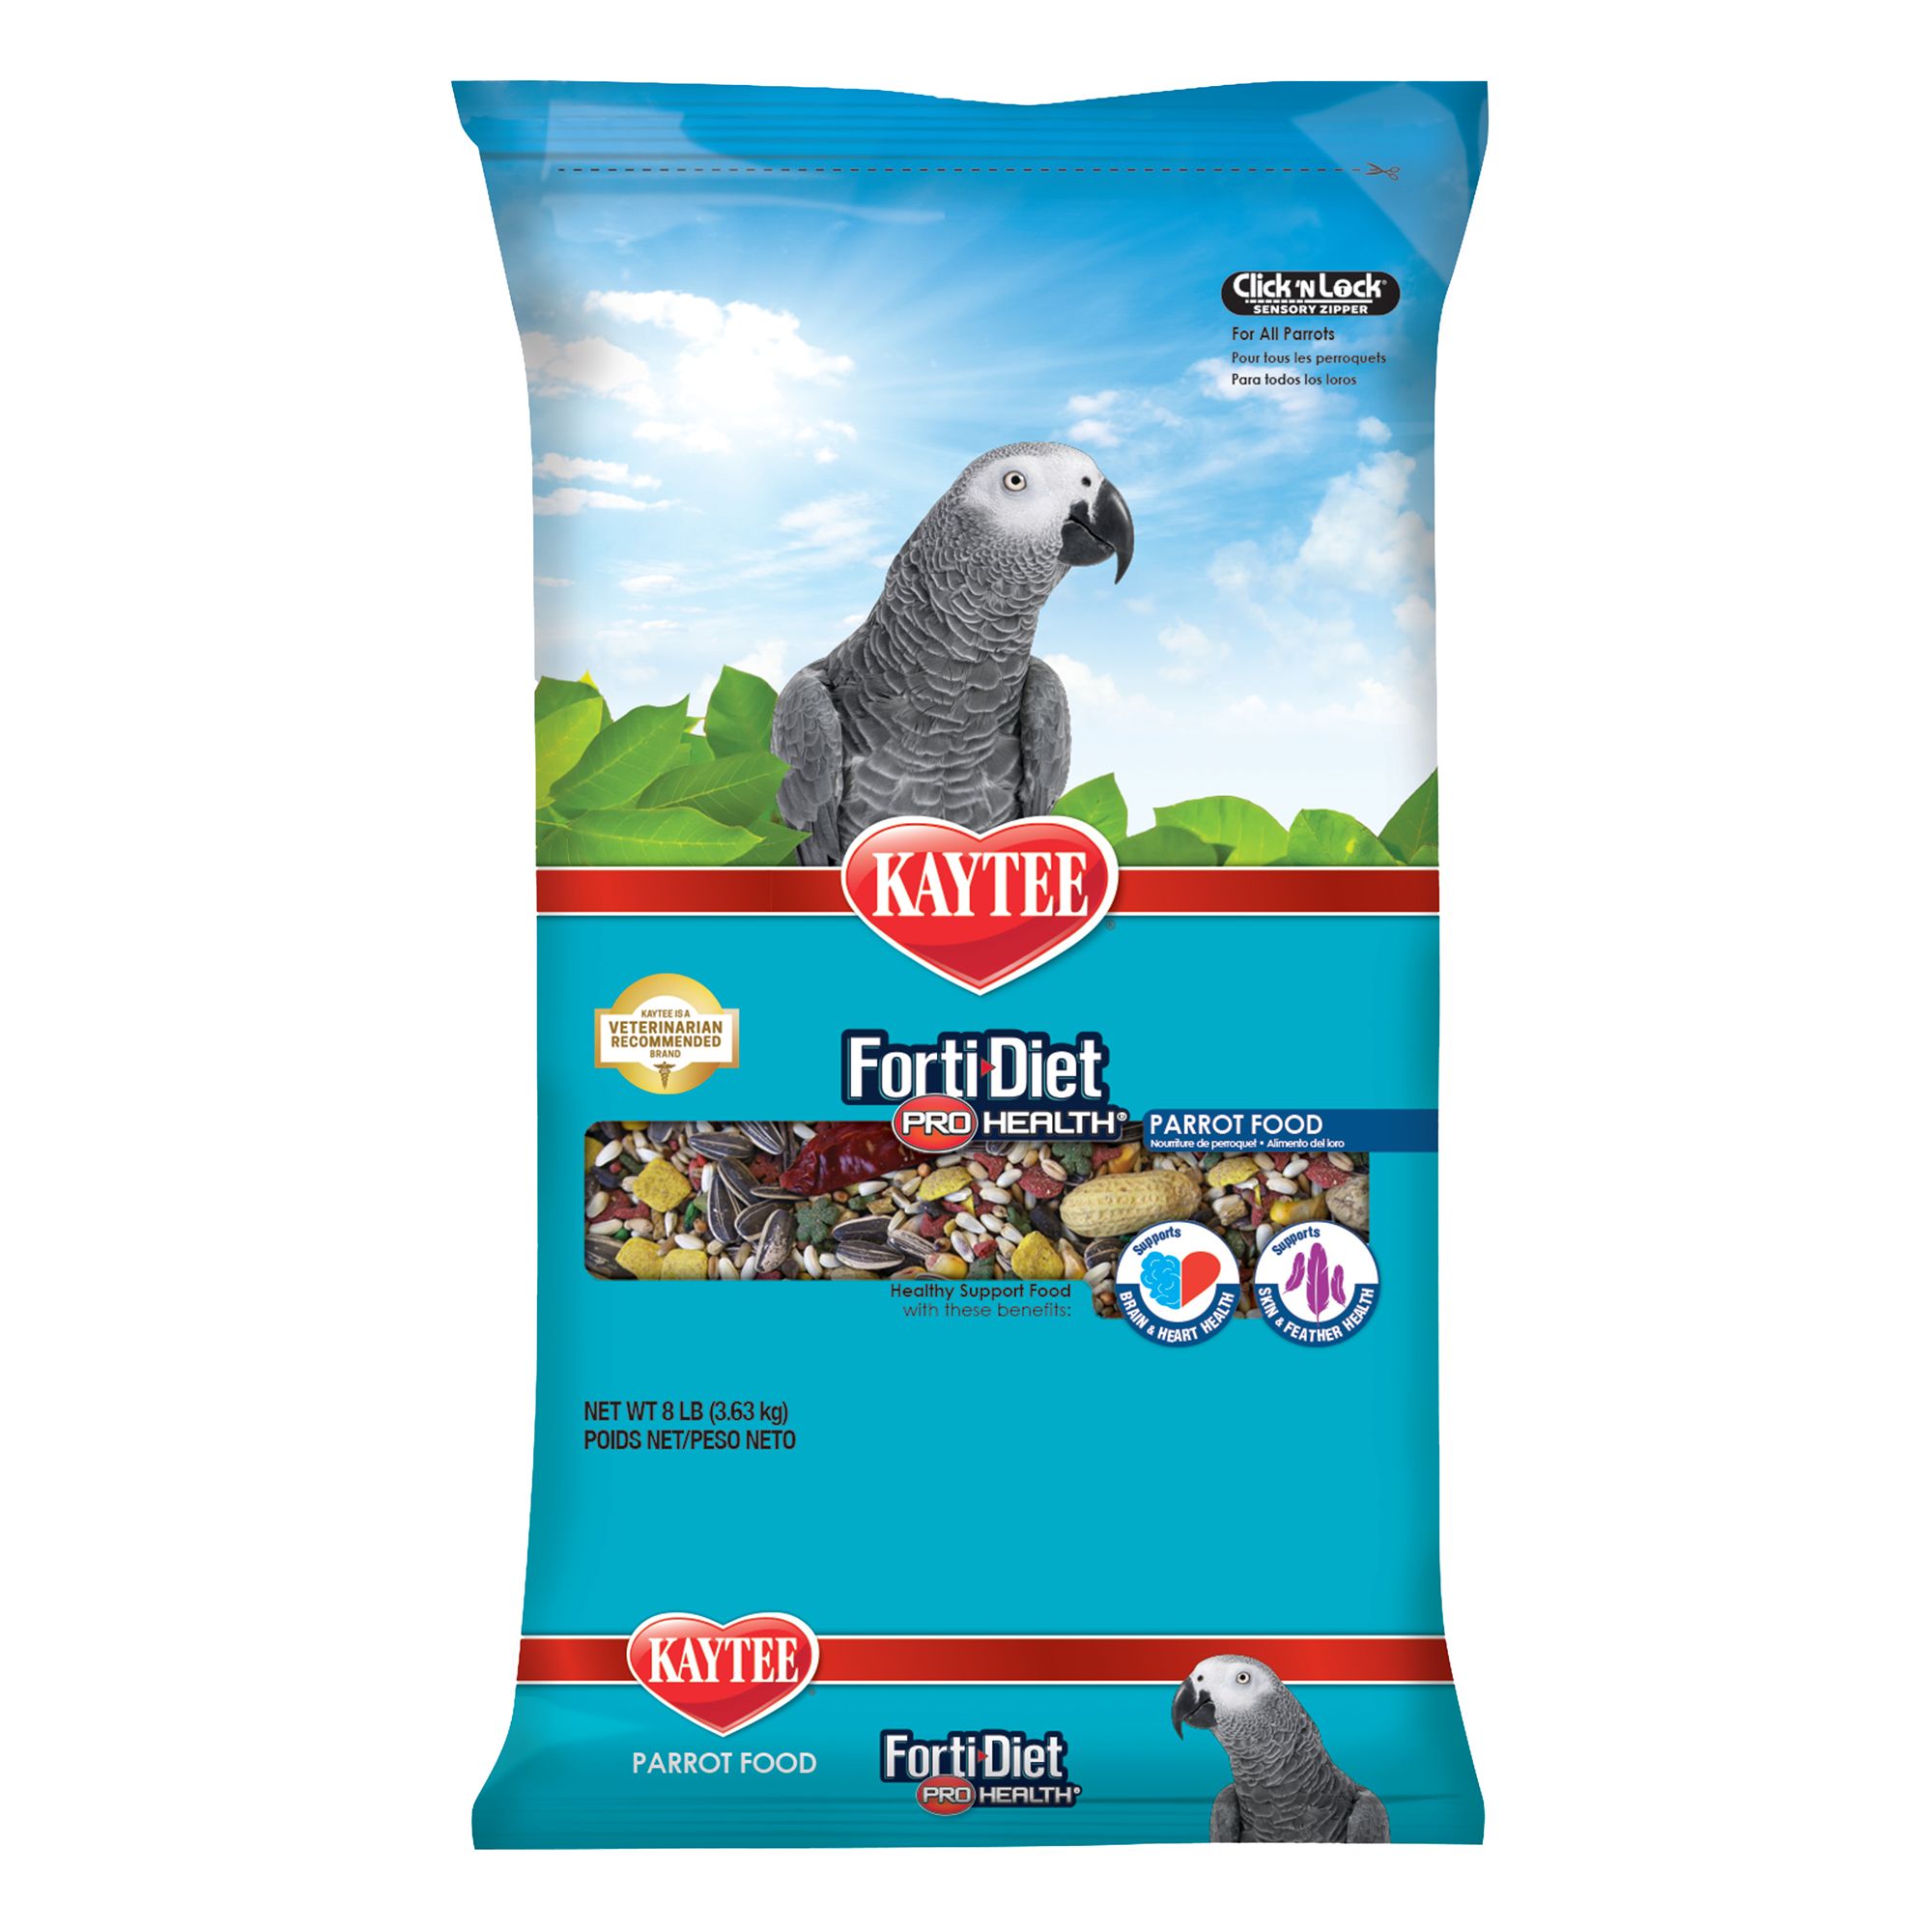 Click 'N Lock®
SENSORY ZIPPER
For All Parrots
Pour tous les perroquets
Para todos los loros
KAYTEE®
KAYTEE IS A
VETERINARIAN
RECOMMENDED
BRAND
Forti Diet
PRO HEALTH®
PARROT FOOD
Nourriture de perroquet • Alimento del loro
Supports
BRAIN & HEART HEALTH
Supports
SKIN & FEATHER HEALTH
Healthy Support Food
with these benefits:
NET WT 8 LB (3.63 kg)
POIDS NET/PESO NETO
KAYTEE®
PARROT FOOD
Forti Diet
PRO HEALTH®